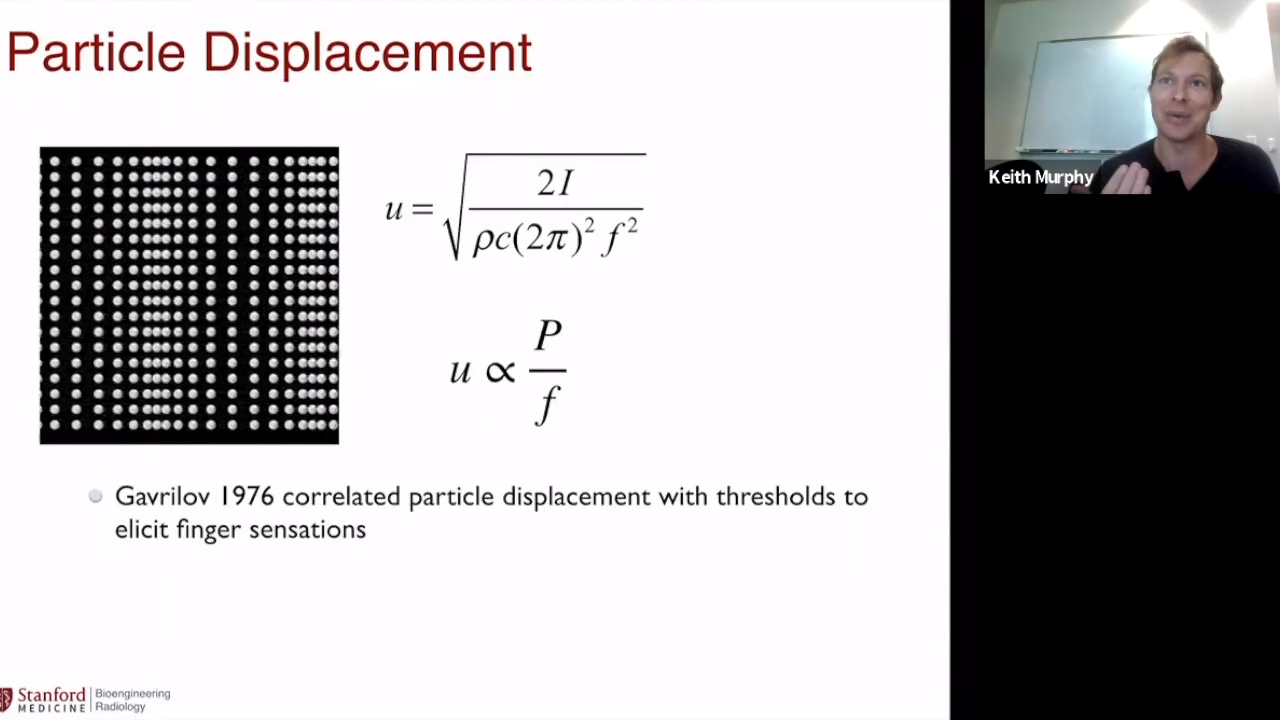 Particle Displacement
u = √(2I / ρc(2π)² f²)
u ∝ P / f
Gavrilov 1976 correlated particle displacement with thresholds to
elicit finger sensations
Keith Murphy
Stanford
MEDICINE
Bioengineering
Radiology